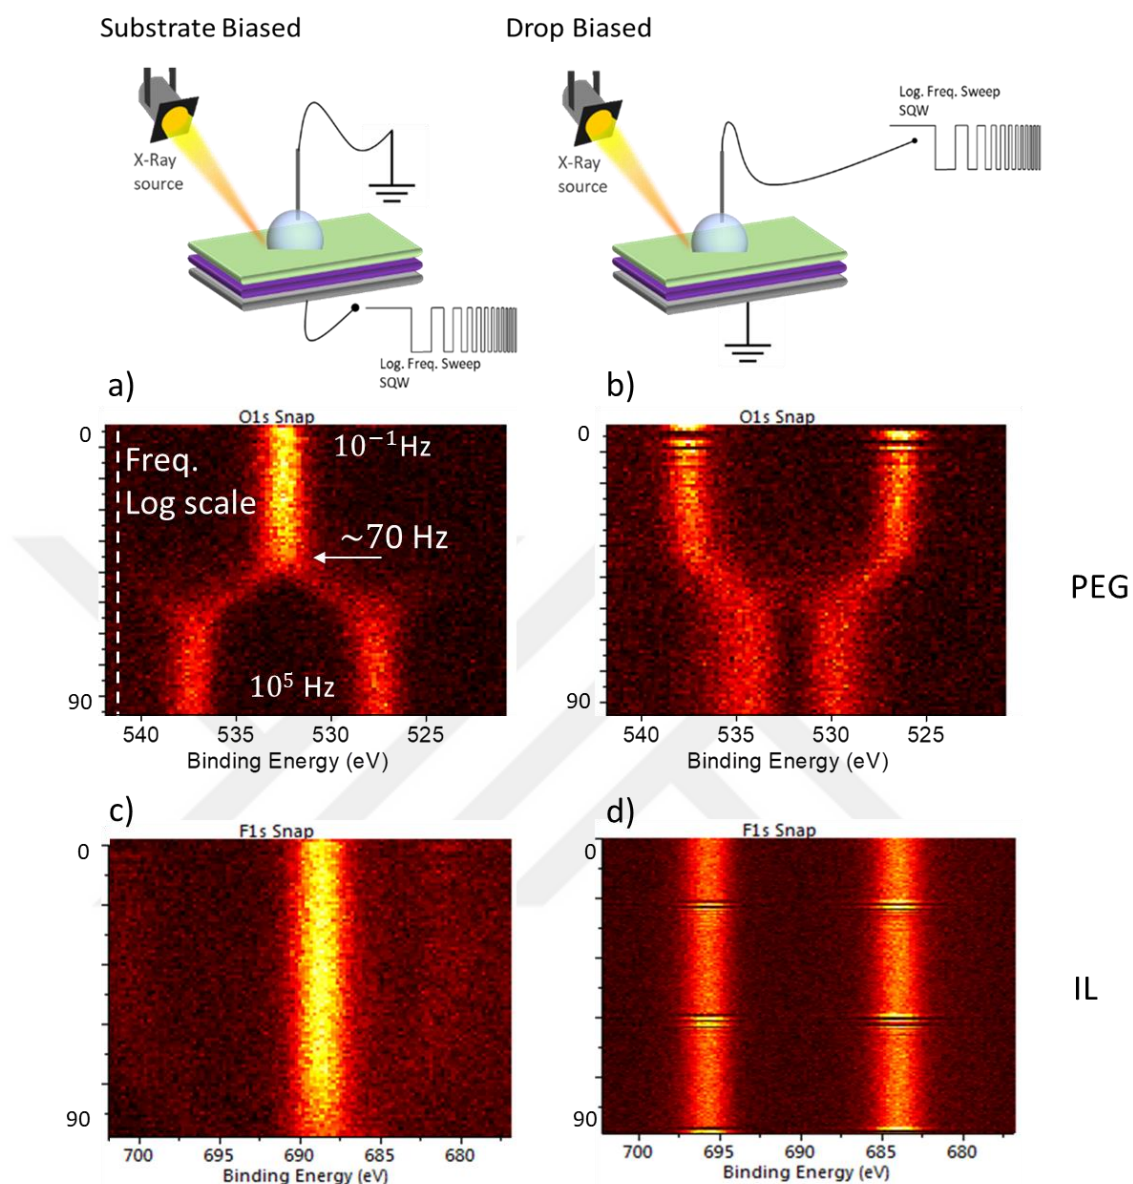 Substrate Biased
Drop Biased
X-Ray
source
Log. Freq. Sweep
SQW
X-Ray
source
Log. Freq. Sweep
SQW
a)
O1s Snap
0
Freq.
Log scale
10⁻¹Hz
~70 Hz
10⁵ Hz
90
540 535 530 525
Binding Energy (eV)
b)
O1s Snap
0
90
540 535 530 525
Binding Energy (eV)
PEG
c)
F1s Snap
0
90
700 695 690 685 680
Binding Energy (eV)
d)
F1s Snap
0
90
700 695 690 685 680
Binding Energy (eV)
IL